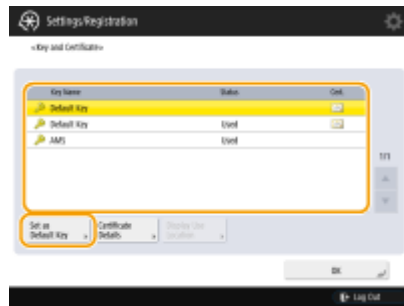 Settings/Registration
<Key and Certificate>
Key Name Status Cert.
Default Key
Default Key Used
AMS Used
1/1
Set as Default Key
Certificate Details
Display Use Location
OK
Log Out